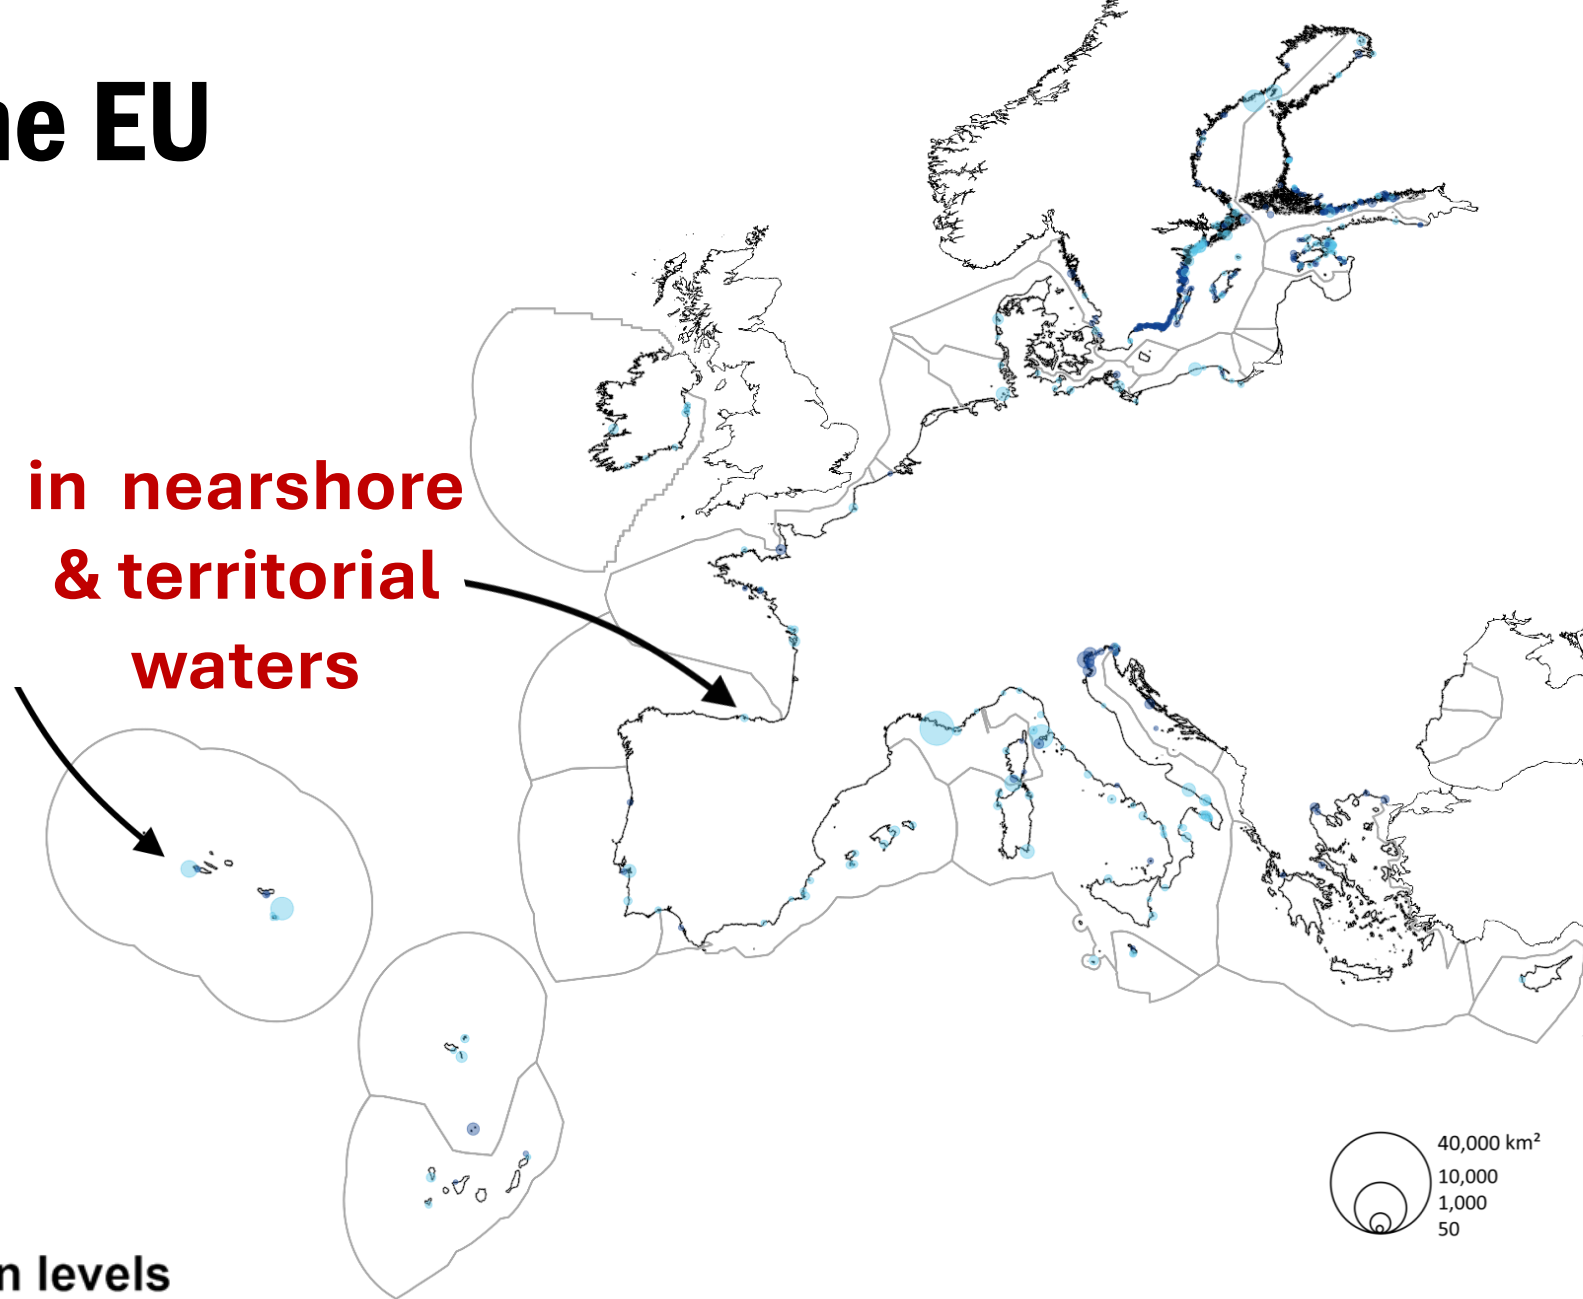 ne EU
in nearshore
& territorial
waters
40,000 km²
10,000
1,000
50
n levels